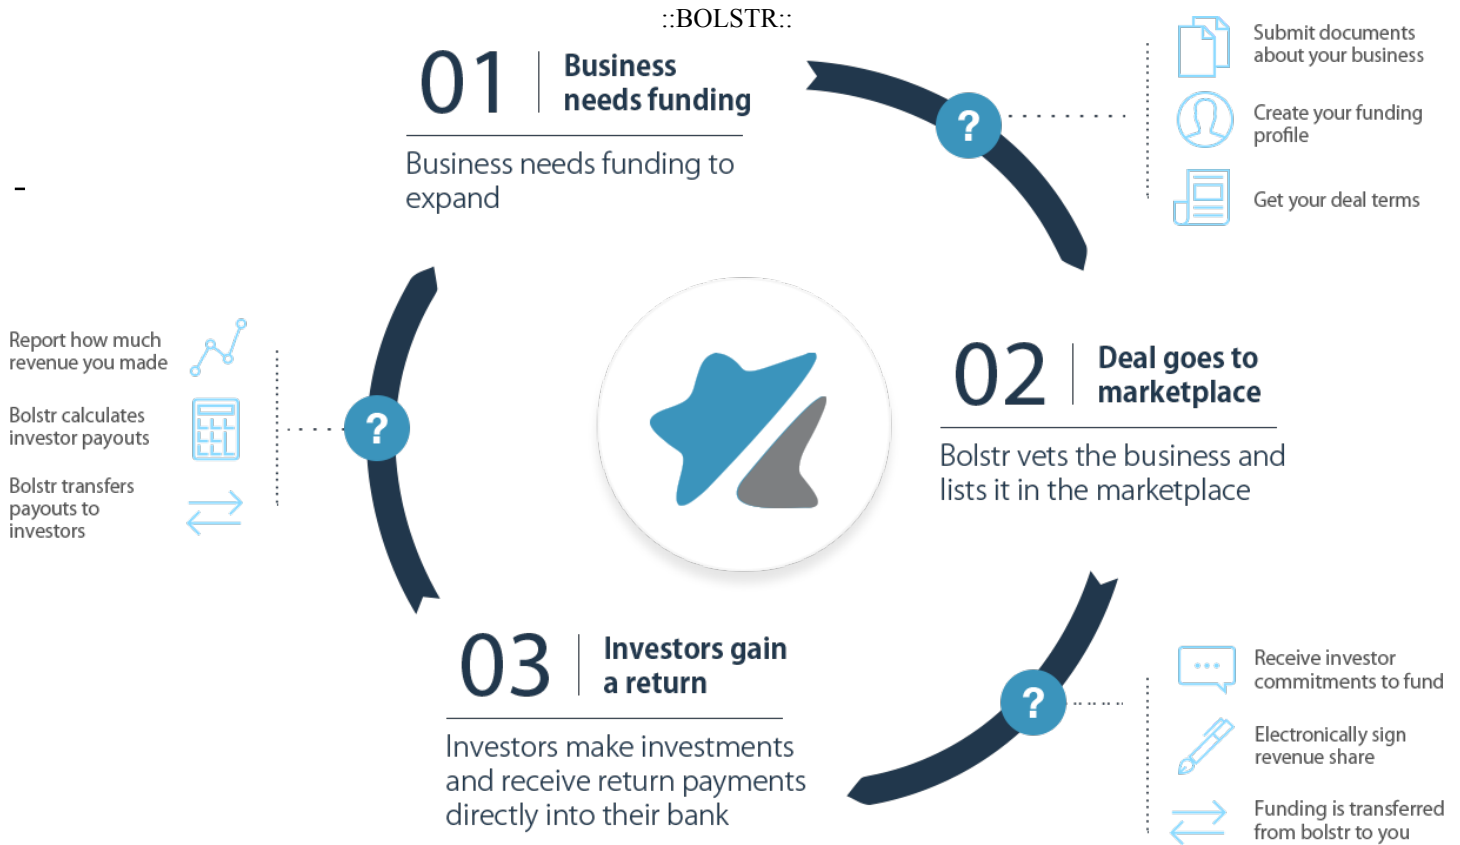 ::BOLSTR::
01
Business
needs funding
Business needs funding to
expand
?
Submit documents
about your business
Create your funding
profile
Get your deal terms
-
02
Deal goes to
marketplace
Bolstr vets the business and
lists it in the marketplace
?
Receive investor
commitments to fund
Electronically sign
revenue share
Funding is transferred
from bolstr to you
03
Investors gain
a return
Investors make investments
and receive return payments
directly into their bank
?
Report how much
revenue you made
Bolstr calculates
investor payouts
Bolstr transfers
payouts to
investors